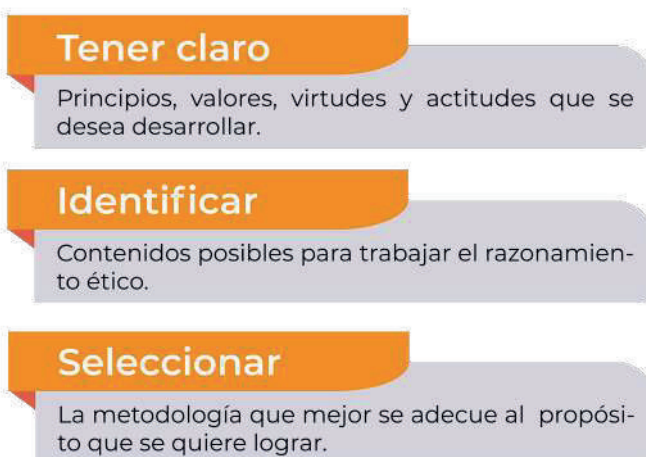 Tener claro
Principios, valores, virtudes y actitudes que se
desea desarrollar.
Identificar
Contenidos posibles para trabajar el razonamien-
to ético.
Seleccionar
La metodología que mejor se adecue al propósi-
to que se quiere lograr.